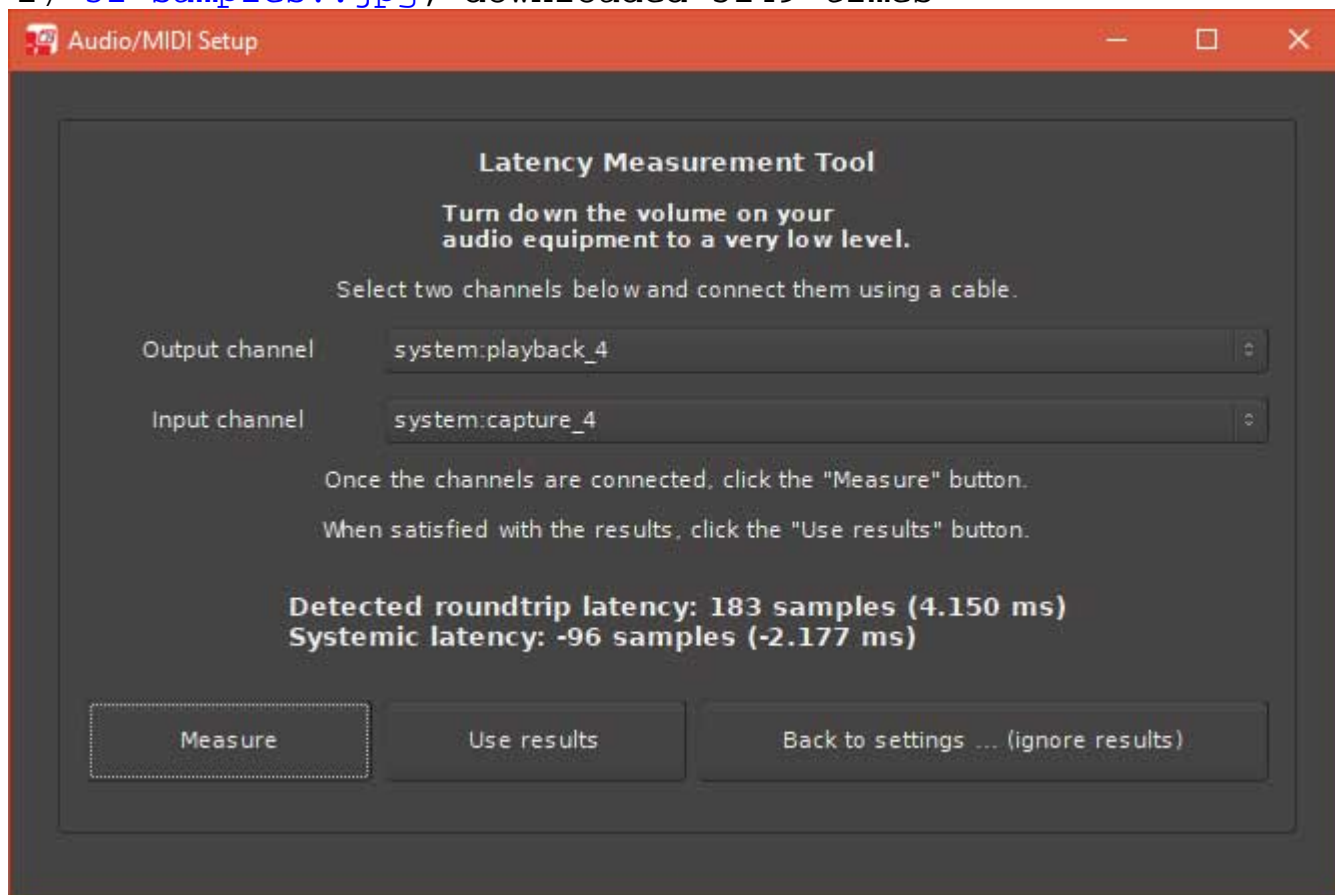 Audio/MIDI Setup
Latency Measurement Tool
Turn down the volume on your
audio equipment to a very low level.
Select two channels below and connect them using a cable.
Output channel system:playback_4
Input channel system:capture_4
Once the channels are connected, click the "Measure" button.
When satisfied with the results, click the "Use results" button.
Detected roundtrip latency: 183 samples (4.150 ms)
Systemic latency: -96 samples (-2.177 ms)
Measure Use results Back to settings ... (ignore results)